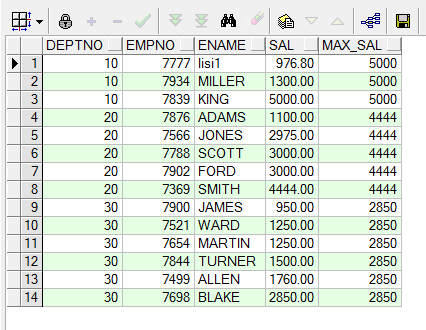 DEPTNO EMPNO ENAME SAL MAX_SAL
1 10 7777 lisi1 976.80 5000
2 10 7934 MILLER 1300.00 5000
3 10 7839 KING 5000.00 5000
4 20 7876 ADAMS 1100.00 4444
5 20 7566 JONES 2975.00 4444
6 20 7788 SCOTT 3000.00 4444
7 20 7902 FORD 3000.00 4444
8 20 7369 SMITH 4444.00 4444
9 30 7900 JAMES 950.00 2850
10 30 7521 WARD 1250.00 2850
11 30 7654 MARTIN 1250.00 2850
12 30 7844 TURNER 1500.00 2850
13 30 7499 ALLEN 1760.00 2850
14 30 7698 BLAKE 2850.00 2850